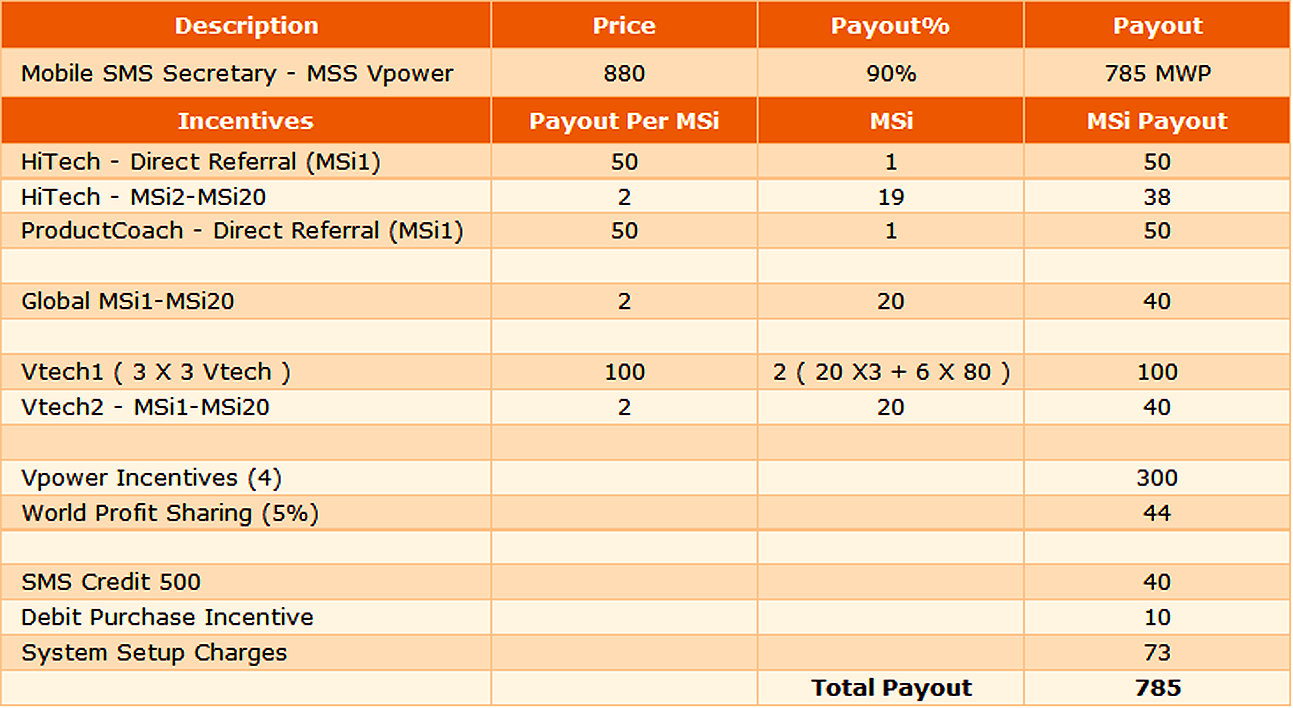 Description Price Payout% Payout
Mobile SMS Secretary - MSS Vpower 880 90% 785 MWP
Incentives Payout Per MSi MSi MSi Payout
HiTech - Direct Referral (MSi1) 50 1 50
HiTech - MSi2-MSi20 2 19 38
ProductCoach - Direct Referral (MSi1) 50 1 50
Global MSi1-MSi20 2 20 40
Vtech1 ( 3 X 3 Vtech ) 100 2 ( 20 X3 + 6 X 80 ) 100
Vtech2 - MSi1-MSi20 2 20 40
Vpower Incentives (4) 300
World Profit Sharing (5%) 44
SMS Credit 500 40
Debit Purchase Incentive 10
System Setup Charges 73
Total Payout 785